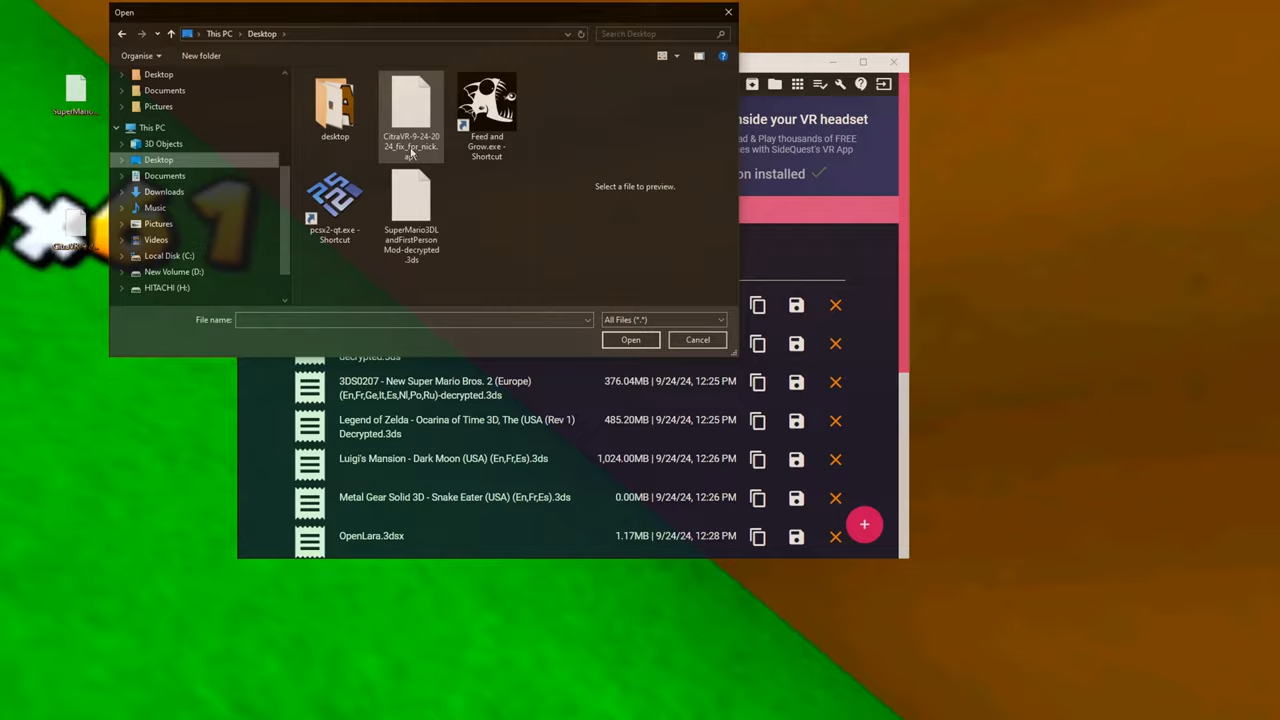 Open
This PC
Desktop
Search Desktop
Organise
New folder
Desktop
Documents
Pictures
This PC
3D Objects
Desktop
Documents
Downloads
Music
Pictures
Videos
Local Disk (C:)
New Volume (D:)
HITACHI (H:)
desktop
CitraVR-9-24-20
24_fix_for_nick.
Feed and
Grow.exe -
Shortcut
pcsx2-qt.exe -
Shortcut
SuperMario3DL
andFirstPerson
Mod-decrypted
.3ds
Select a file to preview.
File name:
All Files (*.*)
Open
Cancel
SuperMario...
1
nside your VR headset
ad & Play thousands of FREE
es with SideQuest's VR App
on installed
decrypted.3ds
3DS0207 - New Super Mario Bros. 2 (Europe)
(En,Fr,Ge,It,Es,Nl,Po,Ru)-decrypted.3ds
376.04MB | 9/24/24, 12:25 PM
Legend of Zelda - Ocarina of Time 3D, The (USA (Rev 1)
Decrypted.3ds
485.20MB | 9/24/24, 12:25 PM
Luigi's Mansion - Dark Moon (USA) (En,Fr,Es).3ds
1,024.00MB | 9/24/24, 12:26 PM
Metal Gear Solid 3D - Snake Eater (USA) (En,Fr,Es).3ds
0.00MB | 9/24/24, 12:26 PM
OpenLara.3dsx
1.17MB | 9/24/24, 12:28 PM